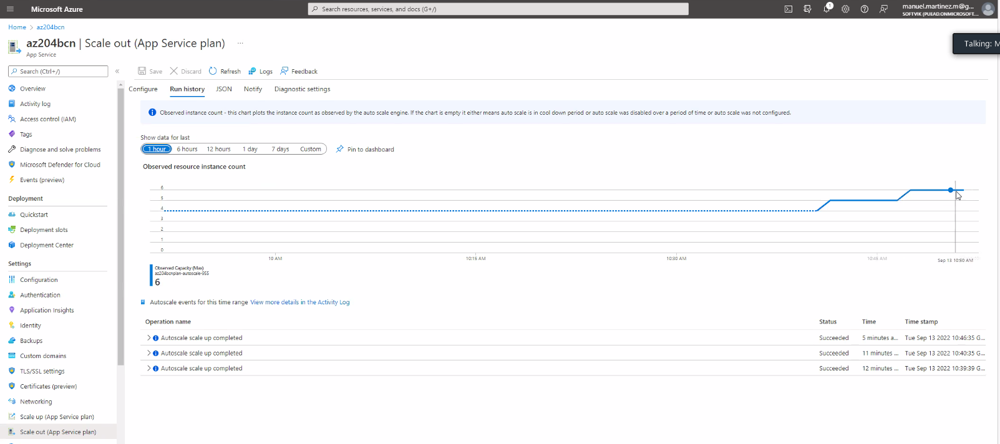 Microsoft Azure
Search resources, services, and docs (G+/)
1
manuel.martinez.m@g...
SOFTVIK (PUEAD.ONMICROSOFT....
Home > az204bcn
az204bcn | Scale out (App Service plan) ...
App Service
Talking: M
Search (Ctrl+/)
«
Save
Discard
Refresh
Logs
Feedback
Overview
Activity log
Access control (IAM)
Tags
Diagnose and solve problems
Microsoft Defender for Cloud
Events (preview)
Deployment
Quickstart
Deployment slots
Deployment Center
Settings
Configuration
Authentication
Application Insights
Identity
Backups
Custom domains
TLS/SSL settings
Certificates (preview)
Networking
Scale up (App Service plan)
Scale out (App Service plan)
Configure
Run history
JSON
Notify
Diagnostic settings
Observed instance count - this chart plots the instance count as observed by the auto scale engine. If the chart is empty it either means auto scale is in cool down period or auto scale was disabled over a period of time or auto scale was not configured.
Show data for last
1 hour
6 hours
12 hours
1 day
7 days
Custom
Pin to dashboard
Observed resource instance count
6
5
4
3
2
1
0
10 AM
10:15 AM
10:30 AM
10:45 AM
Sep 13 10:50 AM
Observed Capacity (Max)
az204bcnplan-autoscale-955
6
Autoscale events for this time range View more details in the Activity Log
Operation name Status Time Time stamp
Autoscale scale up completed Succeeded 5 minutes a... Tue Sep 13 2022 10:46:35 G...
Autoscale scale up completed Succeeded 11 minutes ... Tue Sep 13 2022 10:40:35 G...
Autoscale scale up completed Succeeded 12 minutes ... Tue Sep 13 2022 10:39:39 G...